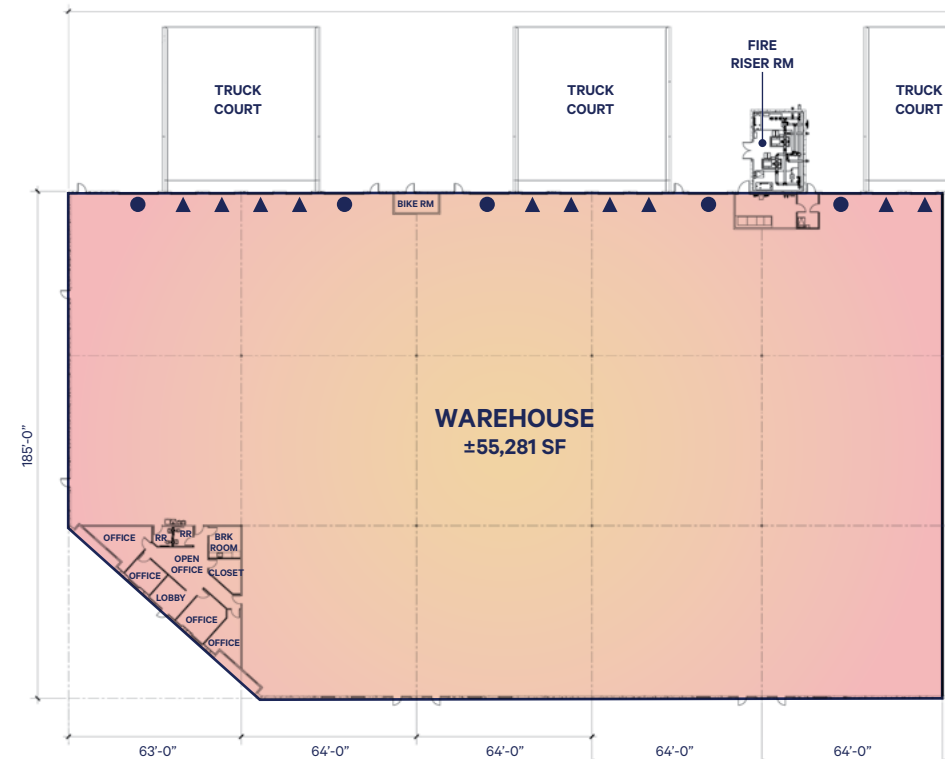 TRUCK
COURT
TRUCK
COURT
FIRE
RISER RM
TRUCK
COURT
BIKE RM
WAREHOUSE
±55,281 SF
185'-0”
OFFICE
RR
RR
BRK
ROOM
OPEN
OFFICE
OFFICE
CLOSET
LOBBY
OFFICE
OFFICE
63'-0”
64'-0”
64'-0”
64'-0”
64'-0”